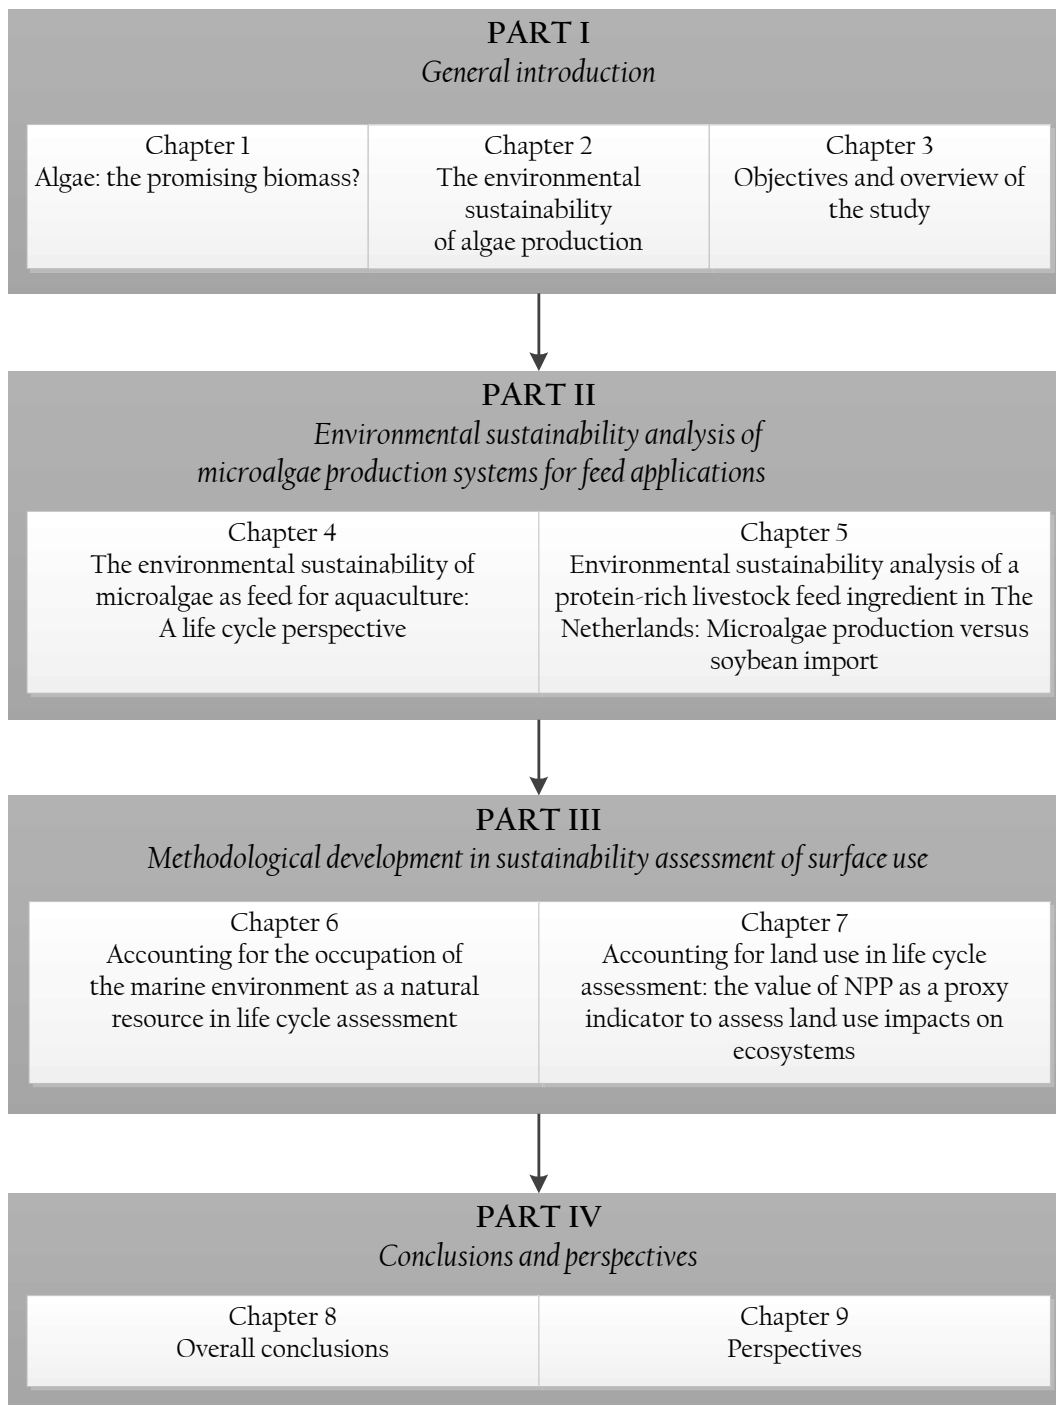 PART I
General introduction
Chapter 1
Algae: the promising biomass?
Chapter 2
The environmental
sustainability
of algae production
Chapter 3
Objectives and overview of
the study
PART II
Environmental sustainability analysis of
microalgae production systems for feed applications
Chapter 4
The environmental sustainability of
microalgae as feed for aquaculture:
A life cycle perspective
Chapter 5
Environmental sustainability analysis of a
protein-rich livestock feed ingredient in The
Netherlands: Microalgae production versus
soybean import
PART III
Methodological development in sustainability assessment of surface use
Chapter 6
Accounting for the occupation of
the marine environment as a natural
resource in life cycle assessment
Chapter 7
Accounting for land use in life cycle
assessment: the value of NPP as a proxy
indicator to assess land use impacts on
ecosystems
PART IV
Conclusions and perspectives
Chapter 8
Overall conclusions
Chapter 9
Perspectives